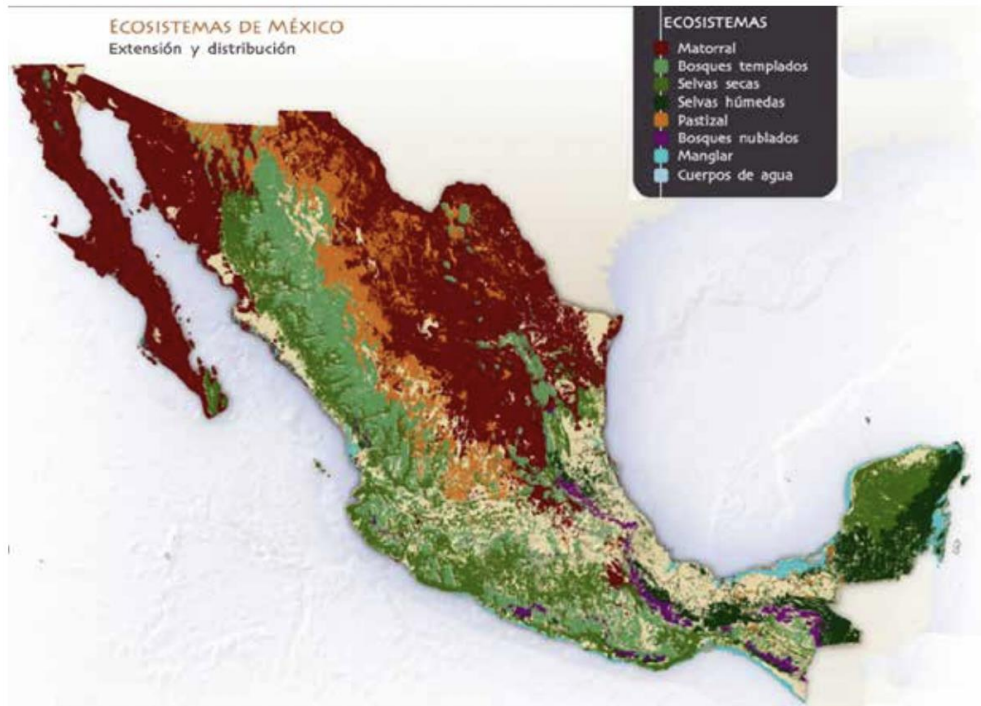 ECOSISTEMAS DE MÉXICO
Extensión y distribución
ECOSISTEMAS
Matorral
Bosques templados
Selvas secas
Selvas húmedas
Pastizal
Bosques nublados
Manglar
Cuerpos de agua